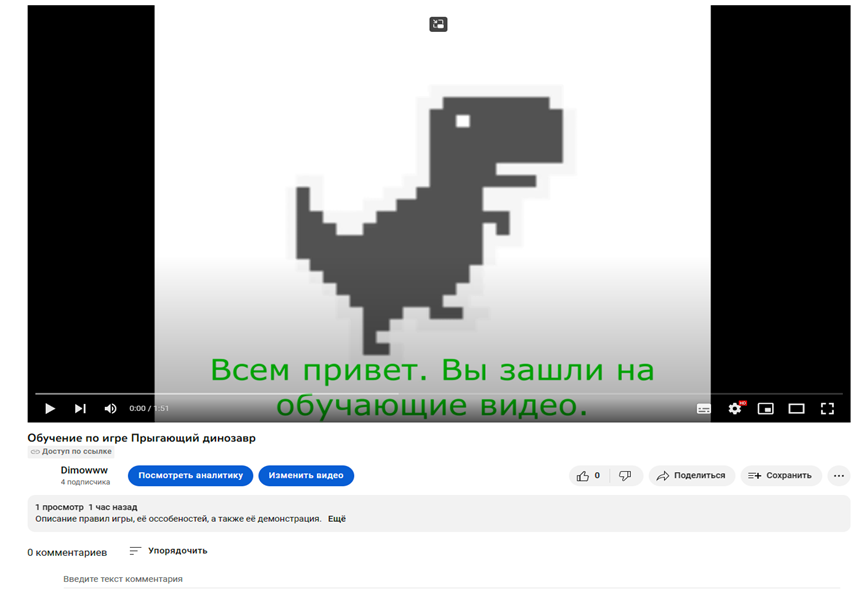 Всем привет. Вы зашли на
обучающие видео.
0:00 / 1:51
HD
Обучение по игре Прыгающий динозавр
Доступ по ссылке
Dimowww
4 подписчика
Посмотреть аналитику
Изменить видео
0
Поделиться
Сохранить
1 просмотр 1 час назад
Описание правил игры, её оссобеностей, а также её демонстрация. Ещё
0 комментариев
Упорядочить
Введите текст комментария